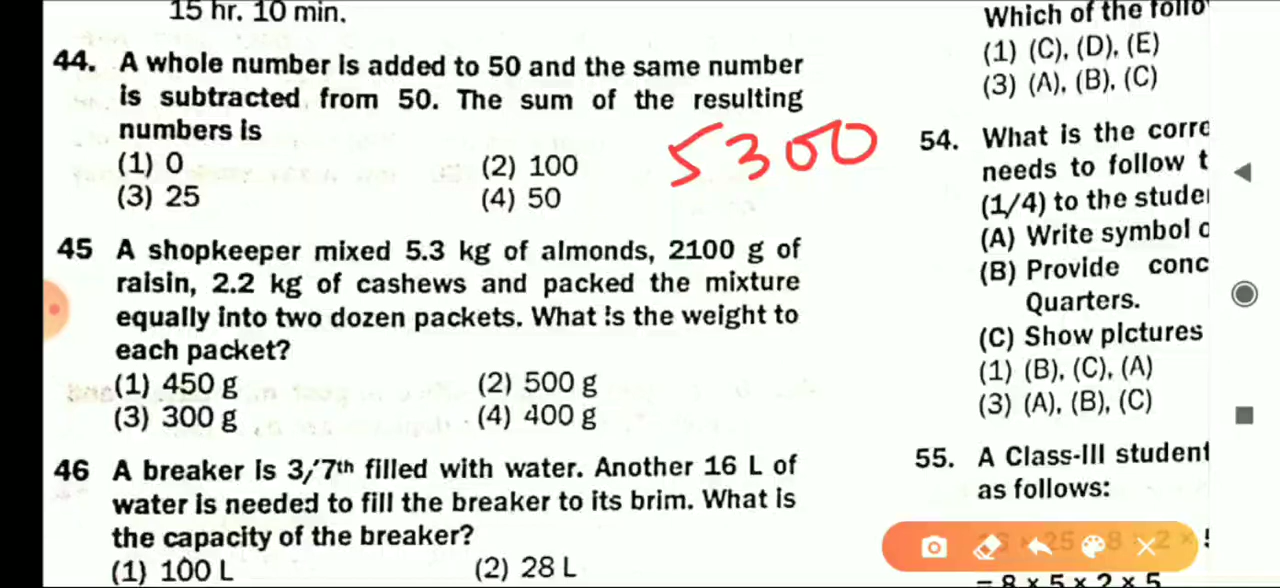 15 hr. 10 min.
44. A whole number is added to 50 and the same number
is subtracted from 50. The sum of the resulting
numbers is
(1) 0 (2) 100
(3) 25 (4) 50
5300
45 A shopkeeper mixed 5.3 kg of almonds, 2100 g of
raisin, 2.2 kg of cashews and packed the mixture
equally into two dozen packets. What is the weight to
each packet?
(1) 450 g (2) 500 g
(3) 300 g (4) 400 g
46 A breaker is 3/7th filled with water. Another 16 L of
water is needed to fill the breaker to its brim. What is
the capacity of the breaker?
(1) 100 L (2) 28 L
Which of the follo
(1) (C), (D), (E)
(3) (A), (B), (C)
54. What is the corre
needs to follow t
(1/4) to the studen
(A) Write symbol o
(B) Provide conc
Quarters.
(C) Show pictures
(1) (B), (C), (A)
(3) (A), (B), (C)
55. A Class-III student
as follows:
= 8 × 5 × 2 × 5